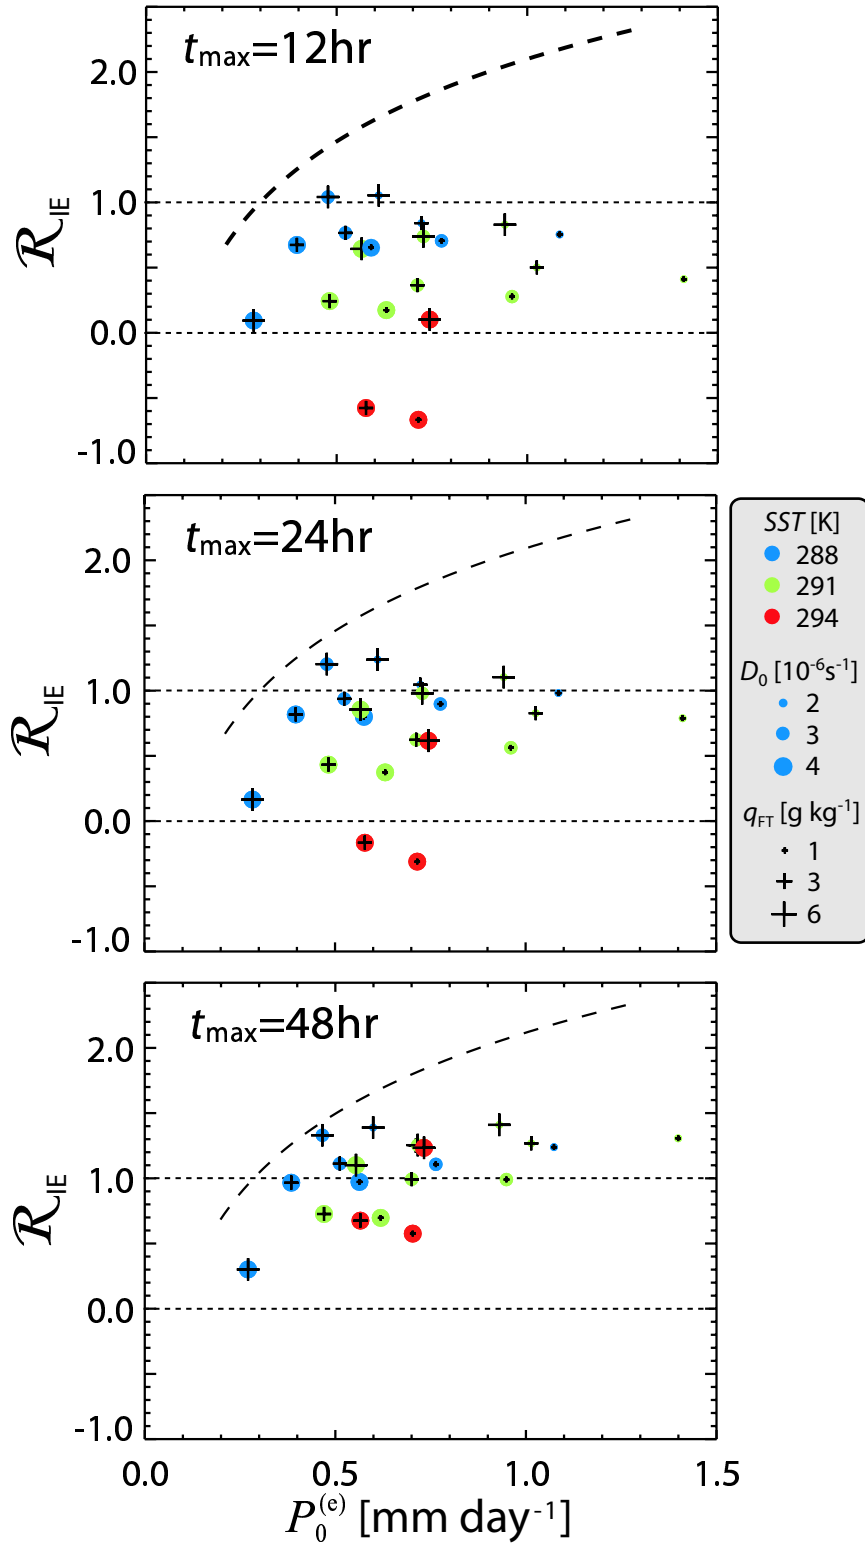 t_max=12hr
2.0
1.0
0.0
-1.0
ℛ_IE
t_max=24hr
2.0
1.0
0.0
-1.0
ℛ_IE
SST [K]
288
291
294
D₀ [10⁻⁶s⁻¹]
2
3
4
q_FT [g kg⁻¹]
1
3
6
t_max=48hr
2.0
1.0
0.0
-1.0
ℛ_IE
0.0 0.5 1.0 1.5
P₀⁽ᵉ⁾ [mm day⁻¹]